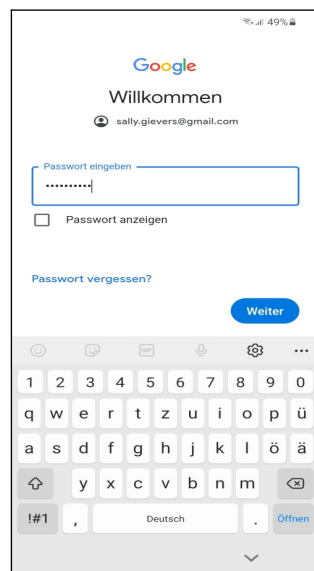 49%
Google
Willkommen
sally.gievers@gmail.com
Passwort eingeben
••••••••••
Passwort anzeigen
Passwort vergessen?
Weiter
GIF
1 2 3 4 5 6 7 8 9 0
q w e r t z u i o p ü
a s d f g h j k l ö ä
y x c v b n m
!#1 , Deutsch . Öffnen